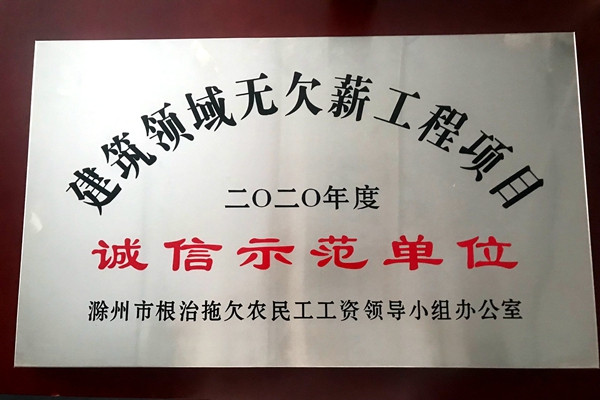 建筑领域无欠薪工程项目
二〇二〇年度
诚信示范单位
滁州市根治拖欠农民工工资领导小组办公室